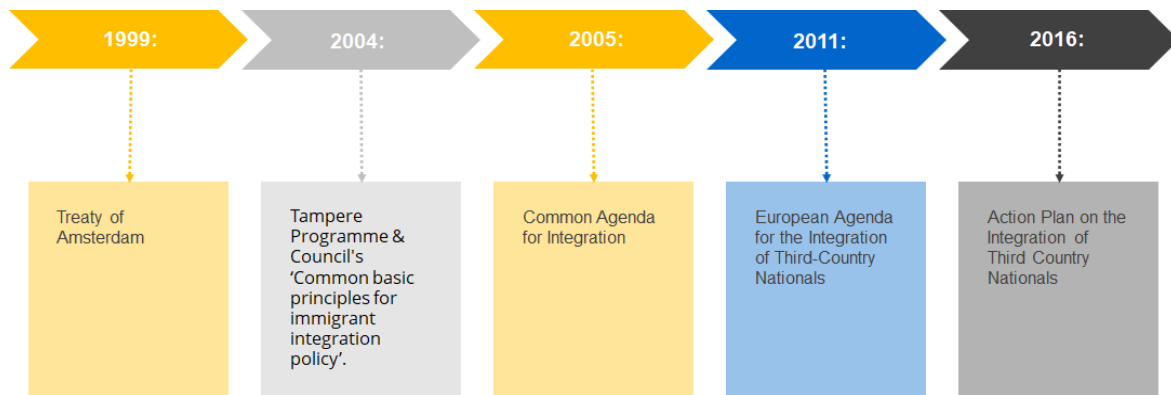 1999:
2004:
2005:
2011:
2016:
Treaty of
Amsterdam
Tampere
Programme &
Council's
‘Common basic
principles for
immigrant
integration
policy’.
Common Agenda
for Integration
European Agenda
for the Integration
of Third-Country
Nationals
Action Plan on the
Integration of
Third Country
Nationals